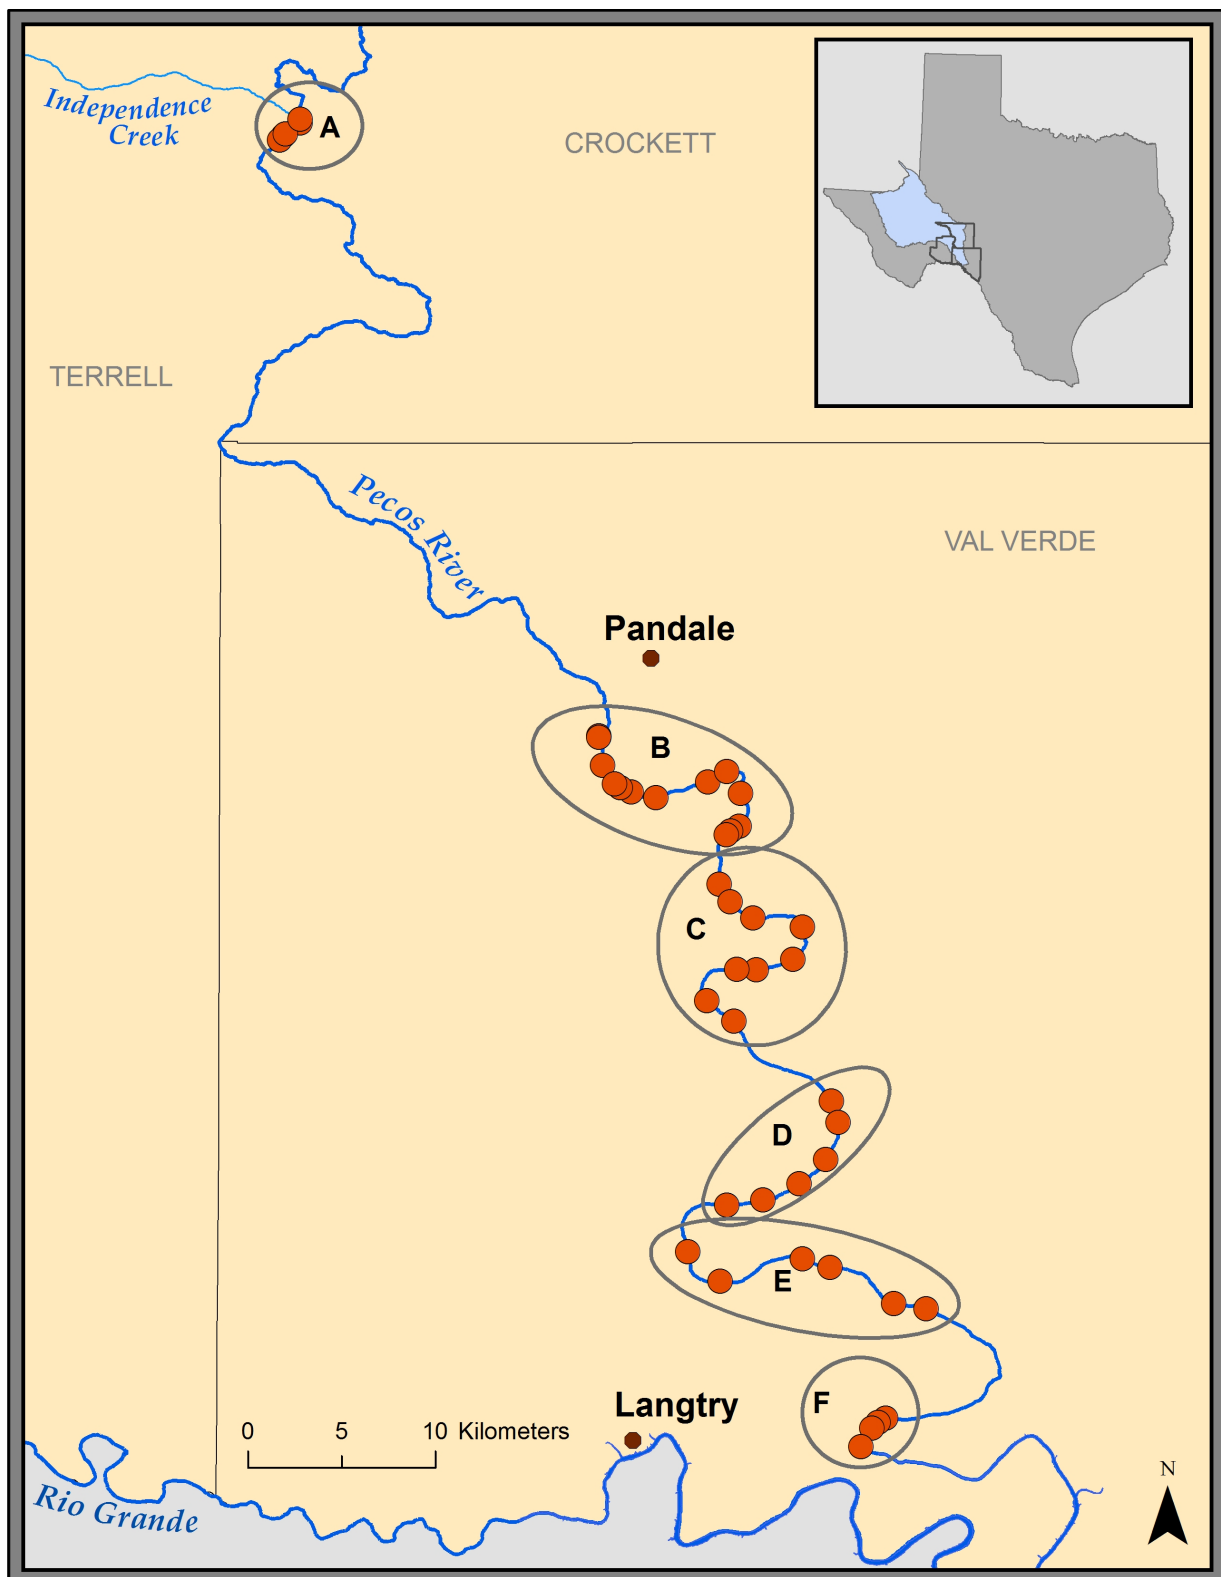 Independence
Creek
A
CROCKETT
TERRELL
Pecos River
VAL VERDE
Pandale
B
C
D
E
F
Langtry
0 5 10 Kilometers
N
Rio Grande